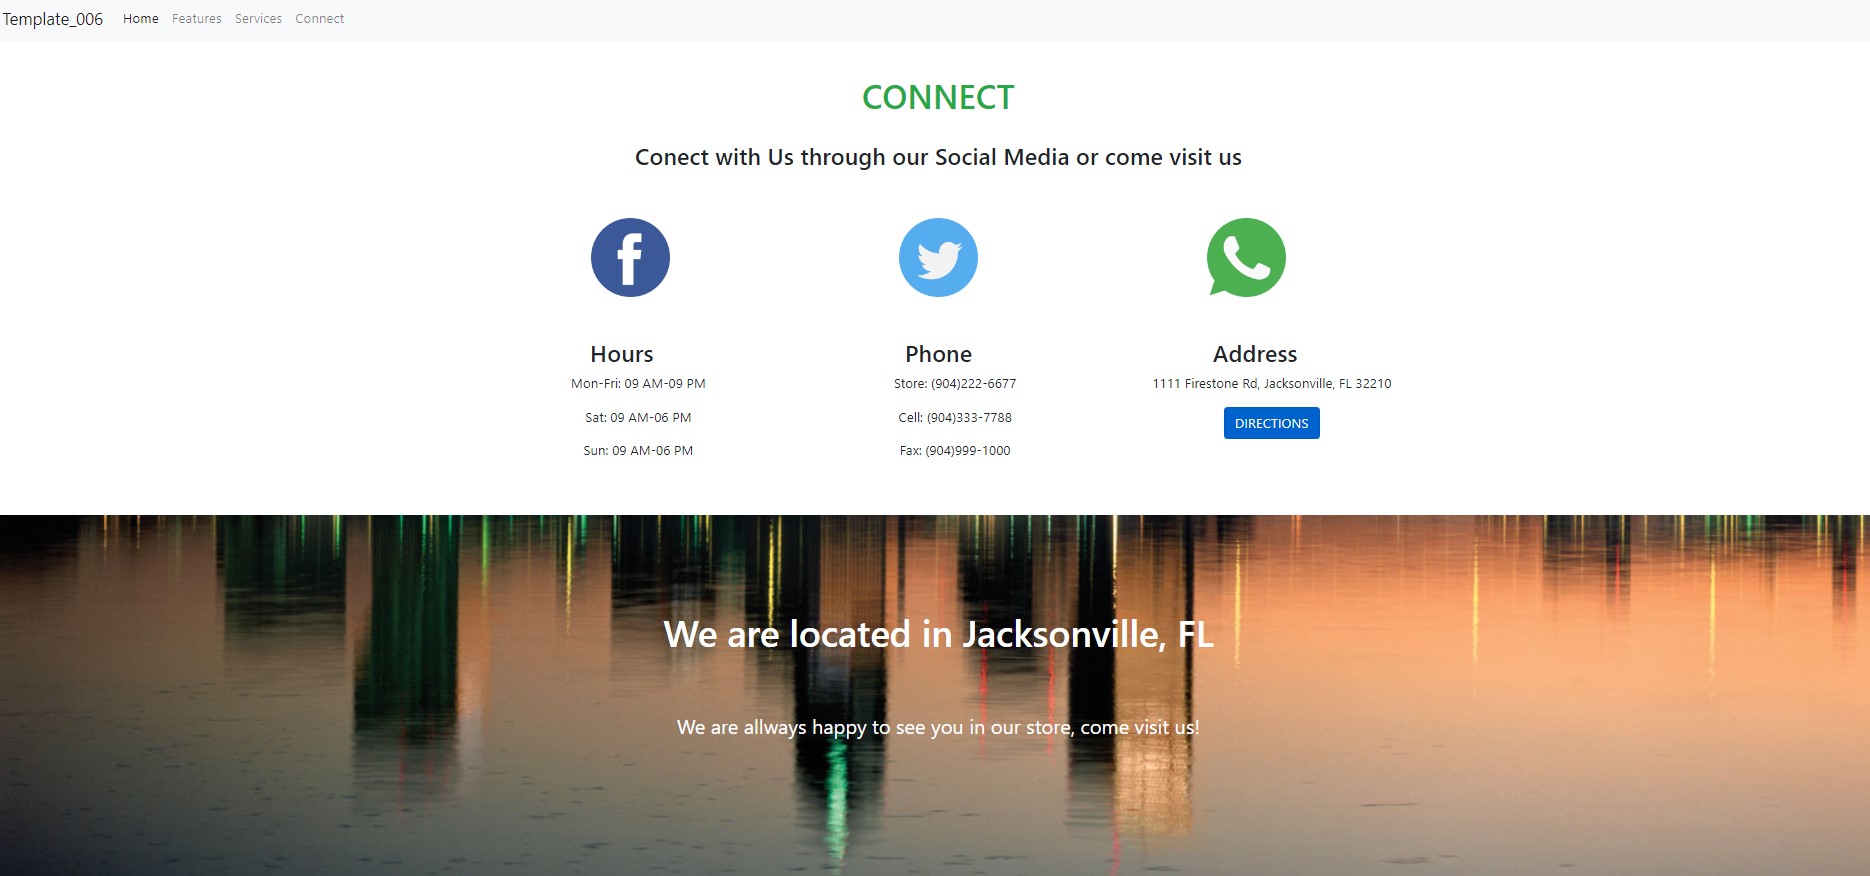 Template_006 Home Features Services Connect
CONNECT
Conect with Us through our Social Media or come visit us
Hours
Mon-Fri: 09 AM-09 PM
Sat: 09 AM-06 PM
Sun: 09 AM-06 PM
Phone
Store: (904)222-6677
Cell: (904)333-7788
Fax: (904)999-1000
Address
1111 Firestone Rd, Jacksonville, FL 32210
DIRECTIONS
We are located in Jacksonville, FL
We are allways happy to see you in our store, come visit us!